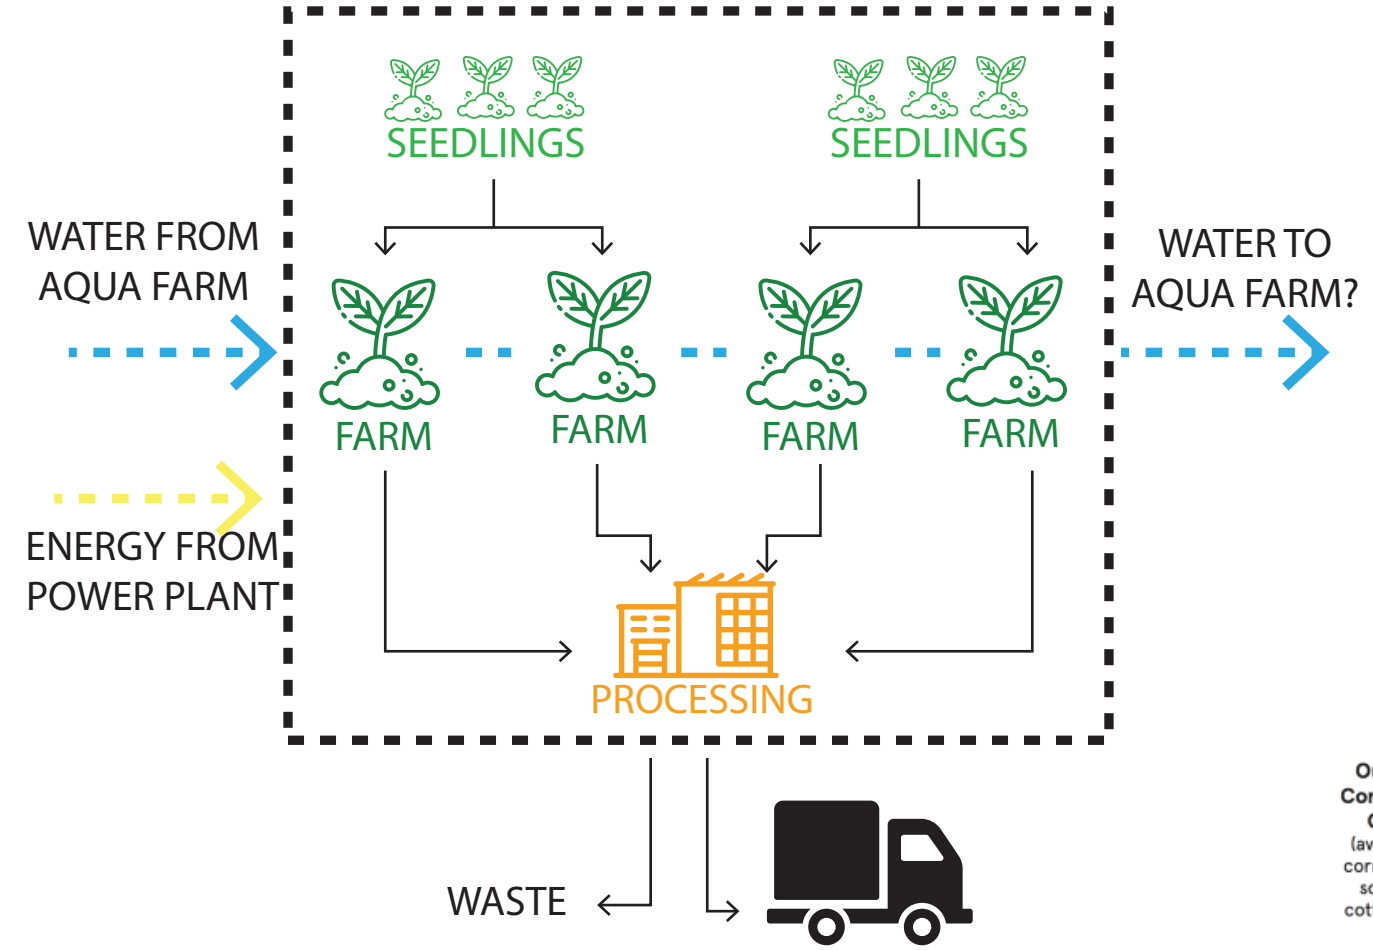 SEEDLINGS
SEEDLINGS
WATER FROM
AQUA FARM
WATER TO
AQUA FARM?
FARM
FARM
FARM
FARM
ENERGY FROM
POWER PLANT
PROCESSING
WASTE